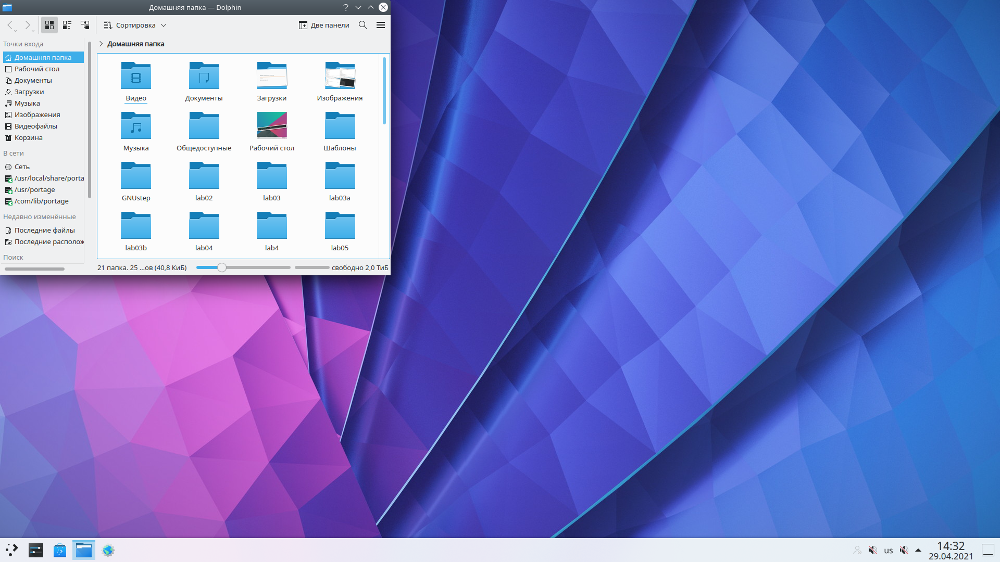 Домашняя папка — Dolphin
Сортировка
Две панели
Точки входа
Домашняя папка
Рабочий стол
Документы
Загрузки
Музыка
Изображения
Видеофайлы
Корзина
В сети
Сеть
/usr/local/share/porta
/usr/portage
/com/lib/portage
Недавно изменённые
Последние файлы
Последние располож
Поиск
Домашняя папка
Видео Документы Загрузки Изображения
Музыка Общедоступные Рабочий стол Шаблоны
GNUstep lab02 lab03 lab03a
lab03b lab04 lab4 lab05
21 папка. 25 ...ов (40,8 КиБ) свободно 2,0 ТиБ
us
14:32
29.04.2021